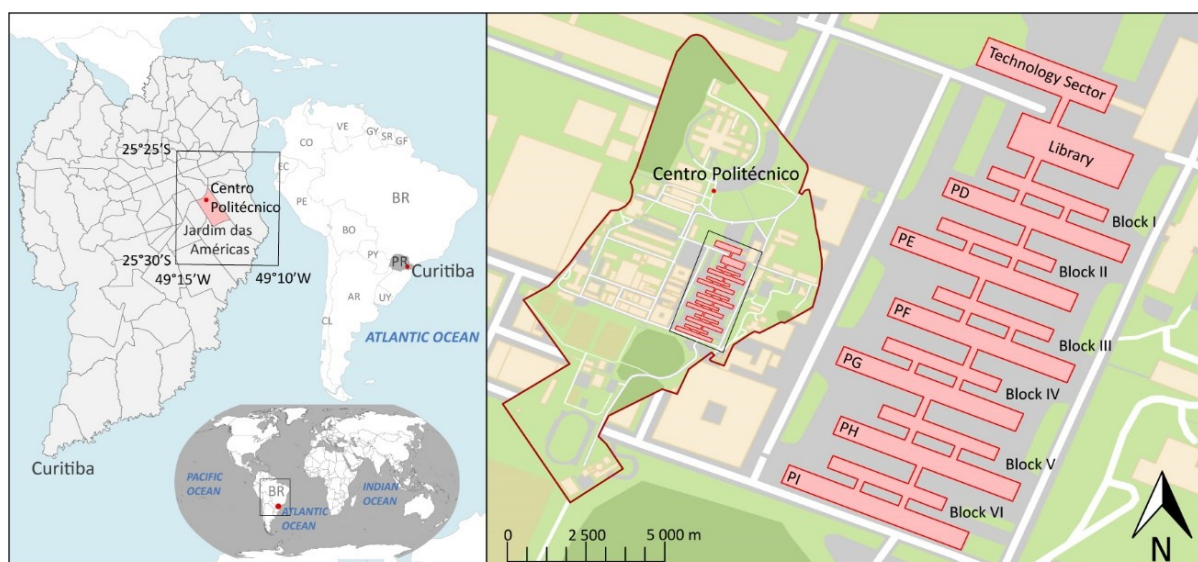 25°25'S
Centro
Politécnico
Jardim das
Américas
25°30'S
49°15'W
49°10'W
Curitiba
VE
GY
SR
GF
CO
EC
PE
BR
BO
PY
PR
Curitiba
AR
UY
CL
ATLANTIC OCEAN
PACIFIC
OCEAN
BR
ATLANTIC
OCEAN
INDIAN
OCEAN
Centro Politécnico
Technology Sector
Library
PD
Block I
PE
Block II
PF
Block III
PG
Block IV
PH
Block V
PI
Block VI
0
2 500
5 000 m
N